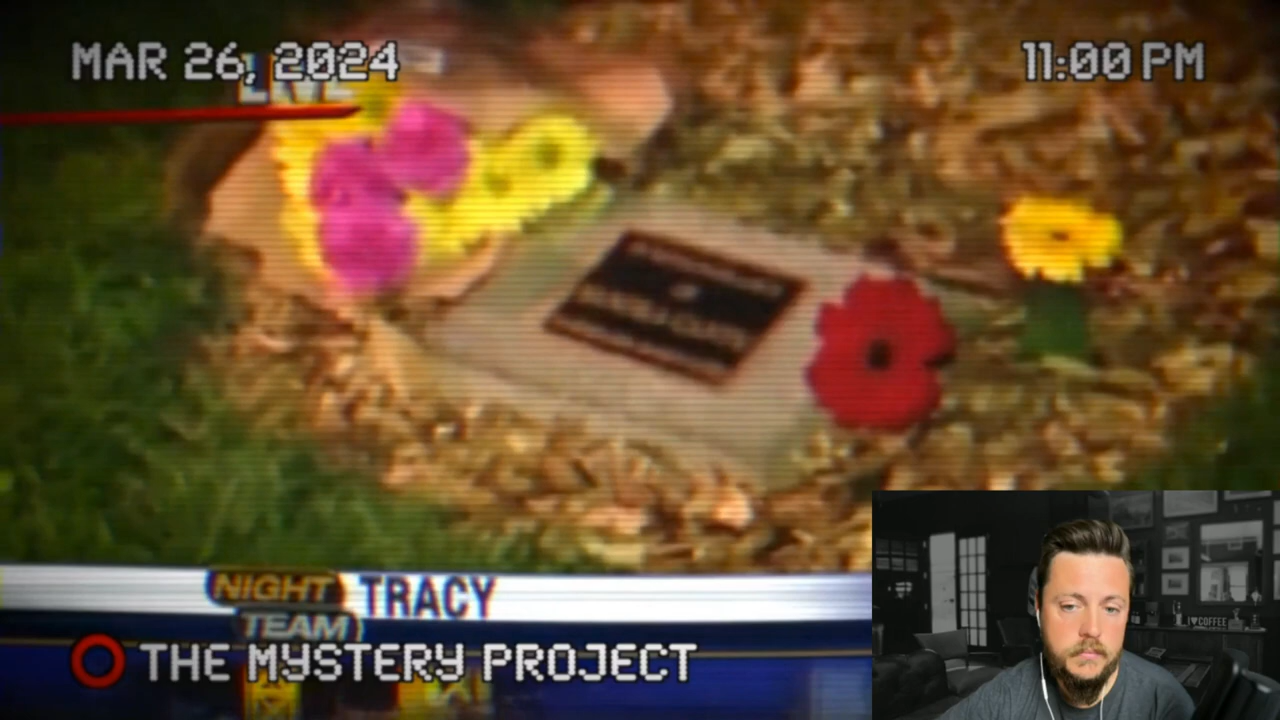 MAR 26, 2024
11:00 PM
LIVE
NIGHT TEAM
TRACY
THE MYSTERY PROJECT
I♥COFFEE